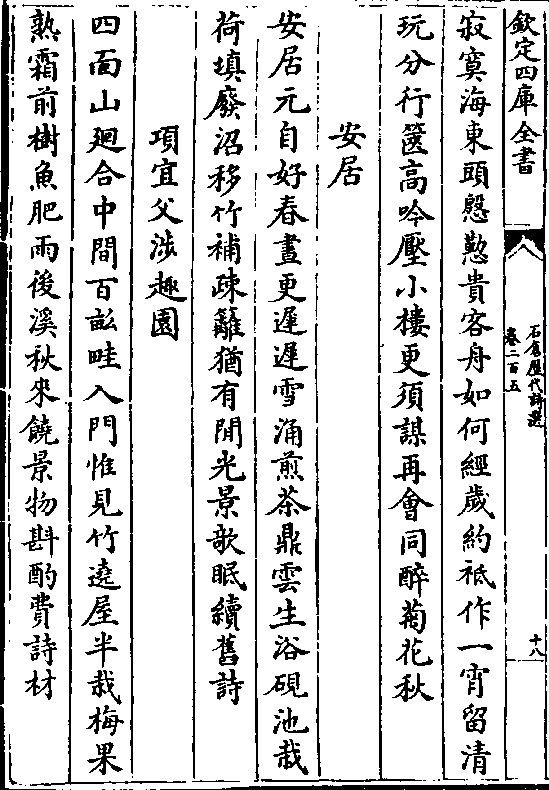 欽定四庫全書
石倉歷代詩選
卷二百五
十八
寂寞海東頭慇懃貴客舟如何經歲約秪作一宵留清
玩分行篋高吟壓小樓更須謀再會同醉菊花秋
安居
安居元自好春晝更遲遲雪涌煎茶鼎雲生浴硯池栽
荷填廢沼移竹補疎籬猶有閒光景欹眠續舊詩
項宜父涉趣園
四面山廻合中間百畝畦入門惟見竹遶屋半栽梅果
熟霜前樹魚肥雨後溪秋來饒景物斟酌費詩材